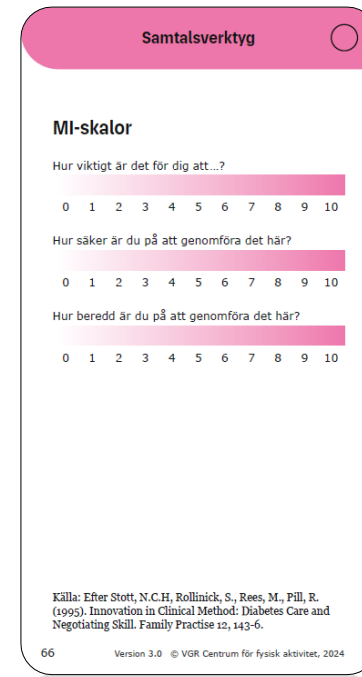 Samtalsverktyg
MI-skalor
Hur viktigt är det för dig att...?
0 1 2 3 4 5 6 7 8 9 10
Hur säker är du på att genomföra det här?
0 1 2 3 4 5 6 7 8 9 10
Hur beredd är du på att genomföra det här?
0 1 2 3 4 5 6 7 8 9 10
Källa: Efter Stott, N.C.H, Rollinick, S., Rees, M., Pill, R.
(1995). Innovation in Clinical Method: Diabetes Care and
Negotiating Skill. Family Practise 12, 143-6.
66 Version 3.0 © VGR Centrum för fysisk aktivitet, 2024